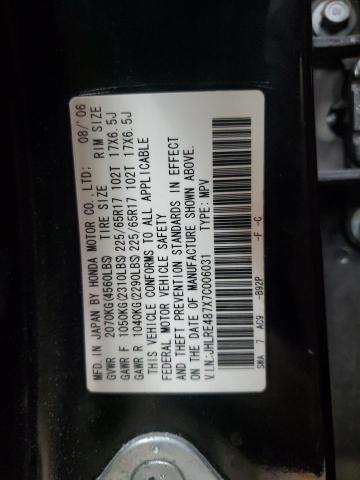 MFD. IN JAPAN BY HONDA MOTOR CO.,LTD: 08/'06
GVWR 2070KG(4560LBS) TIRE SIZE RIM SIZE
GAWR F 1050KG(2310LBS) 225/65R17 102T 17X6.5J
GAWR R 1040KG(2290LBS) 225/65R17 102T 17X6.5J
THIS VEHICLE CONFORMS TO ALL APPLICABLE
FEDERAL MOTOR VEHICLE SAFETY
AND THEFT PREVENTION STANDARDS IN EFFECT
ON THE DATE OF MANUFACTURE SHOWN ABOVE.
V.I.N.:JHLRE487X7C006031 TYPE: MPV
SWA 7 AC9 -B92P -F -C